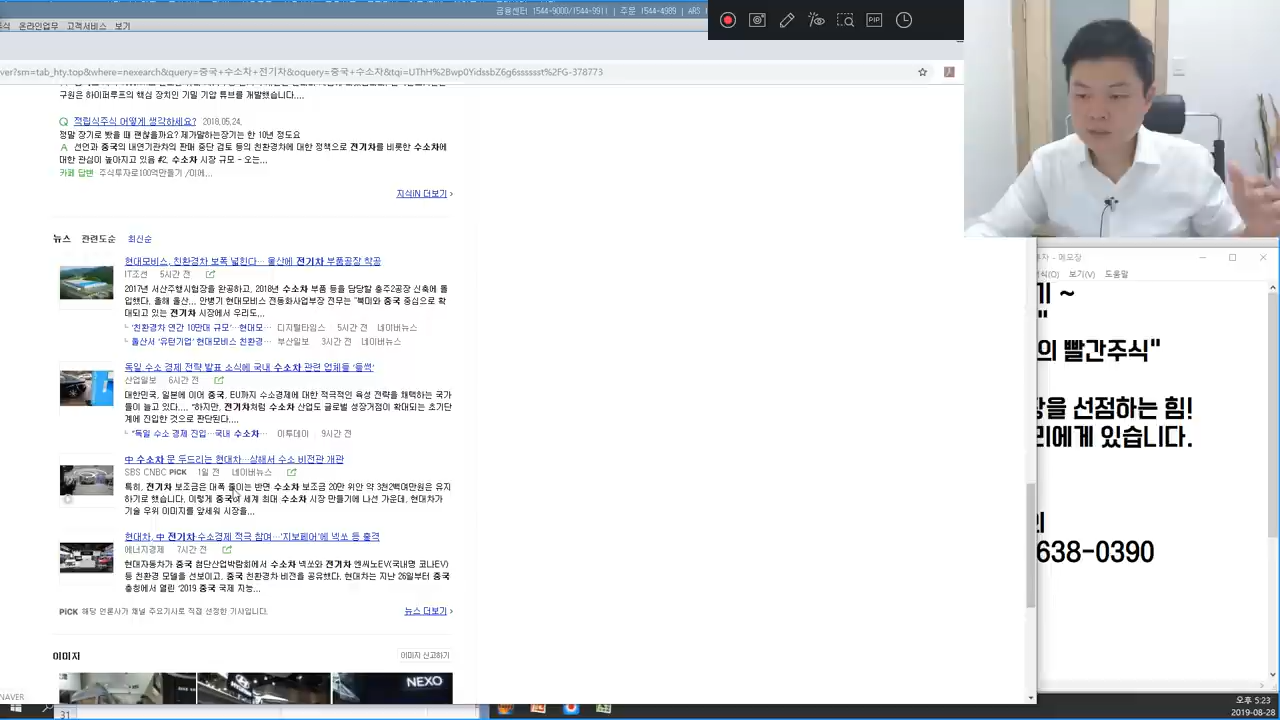 금융센터 1544-9000/1544-9911 | 주문 1544-4989 | ARS
온라인업무 고객서비스 보기
ver?sm=tab_hty.top&where=nexearch&query=중국+수소차+전기차&oquery=중국+수소차&tqi=UThH%2Bwp0YidssbZ6g6sssssst%2FG-378773
PIP
구원은 하이퍼루프의 핵심 장치인 기밀 기압 튜브를 개발했습니다....
Q 적립식주식 어떻게 생각하세요? 2018.05.24.
정말 장기로 봤을 때 괜찮을까요? 제가말하는장기는 한 10년 정도요
A 선언과 중국의 내연기관차의 판매 중단 검토 등의 친환경차에 대한 정책으로 전기차를 비롯한 수소차에
대한 관심이 높아지고 있음 #2, 수소차 시장 규모 - 오는...
카페 답변 주식투자로100억만들기 /미메...
지식iN 더보기 >
뉴스 관련도순 최신순
현대모비스, 친환경차 보폭 넓힌다… 울산에 전기차 부품공장 착공
IT조선 5시간 전
2017년 서산주행시험장을 완공하고, 2018년 수소차 부품 등을 담당할 충주2공장 신축에 돌
입했다. 올해 울산... 안병기 현대모비스 전동화사업부장 전무는 "북미와 중국 중심으로 확
대되고 있는 전기차 시장에서 우리도...
'친환경차 연간 10만대 규모'…현대모… 디지털타임스 5시간 전
울산서 '유턴기업' 현대모비스 친환경… 부산일보 3시간 전 네이버뉴스
독일 수소 경제 전략 발표 소식에 국내 수소차 관련 업체들 '들썩'
산업일보 6시간 전
대한민국, 일본에 이어 중국, EU까지 수소경제에 대한 적극적인 육성 전략을 채택하는 국가
들이 늘고 있다.... "하지만, 전기차처럼 수소차 산업도 글로벌 성장거점이 확대되는 초기단
계에 진입한 것으로 판단된다....
"독일 수소 경제 진입…국내 수소차… 이투데이 9시간 전
中 수소차 문 두드리는 현대차…상해서 수소 비전관 개관
SBS CNBC PiCK 1일 전 네이버뉴스
특히, 전기차 보조금은 대폭 줄이는 반면 수소차 보조금 20만 위안 약 3천2백여만원은 유지
하기로 했습니다. 이렇게 중국이 세계 최대 수소차 시장 만들기에 나선 가운데, 현대차가
기술 우위 이미지를 앞세워 시장을...
현대차, 中 전기차·수소경제 적극 참여…'지보페어'에 넥쏘 등 출격
에너지경제 7시간 전
현대자동차가 중국 첨단산업박람회에서 수소차 넥쏘와 전기차 엔씨노EV(국내명 코나EV)
등 친환경 모델을 선보이고, 중국 친환경차 비전을 공유했다. 현대차는 지난 26일부터 중국
충칭에서 열린 '2019 중국 국제 지능...
PiCK 해당 언론사가 채널 주요기사로 직접 선정한 기사입니다.
뉴스 더보기 >
이미지
이미지 신고하기
NEXO
NAVER
31
메모장
보기(V) 도움말
~
"
의 빨간주식"
장을 선점하는 힘!
리에게 있습니다.
638-0390
오후 5:23
2019-08-28